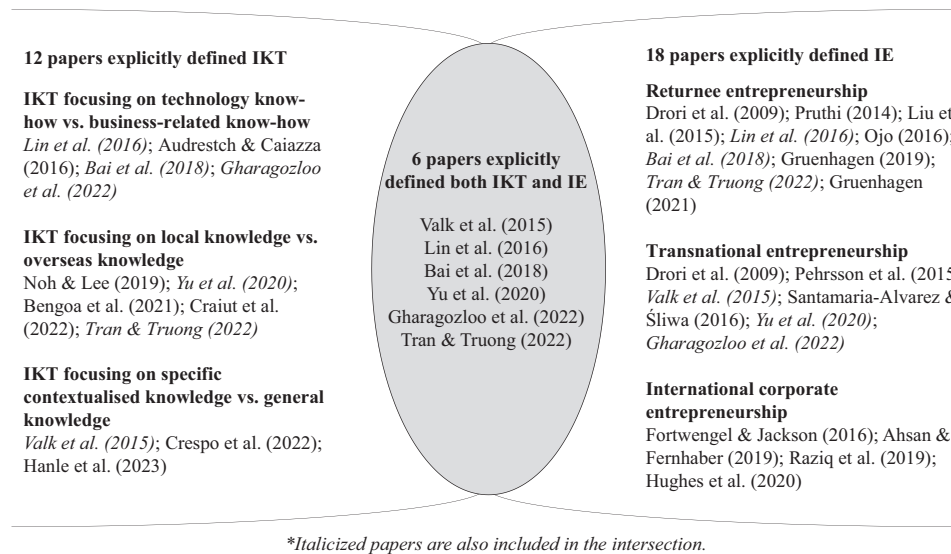 12 papers explicitly defined IKT
IKT focusing on technology know-
how vs. business-related know-how
Lin et al. (2016); Audrestch & Caiazza
(2016); Bai et al. (2018); Gharagozloo
et al. (2022)
IKT focusing on local knowledge vs.
overseas knowledge
Noh & Lee (2019); Yu et al. (2020);
Bengoa et al. (2021); Craiut et al.
(2022); Tran & Truong (2022)
IKT focusing on specific
contextualised knowledge vs. general
knowledge
Valk et al. (2015); Crespo et al. (2022);
Hanle et al. (2023)
6 papers explicitly
defined both IKT and IE
Valk et al. (2015)
Lin et al. (2016)
Bai et al. (2018)
Yu et al. (2020)
Gharagozloo et al. (2022)
Tran & Truong (2022)
18 papers explicitly defined IE
Returnee entrepreneurship
Drori et al. (2009); Pruthi (2014); Liu et
al. (2015); Lin et al. (2016); Ojo (2016);
Bai et al. (2018); Gruenhagen (2019);
Tran & Truong (2022); Gruenhagen
(2021)
Transnational entrepreneurship
Drori et al. (2009); Pehrsson et al. (2015
Valk et al. (2015); Santamaria-Alvarez &
Śliwa (2016); Yu et al. (2020);
Gharagozloo et al. (2022)
International corporate
entrepreneurship
Fortwengel & Jackson (2016); Ahsan &
Fernhaber (2019); Raziq et al. (2019);
Hughes et al. (2020)
*Italicized papers are also included in the intersection.